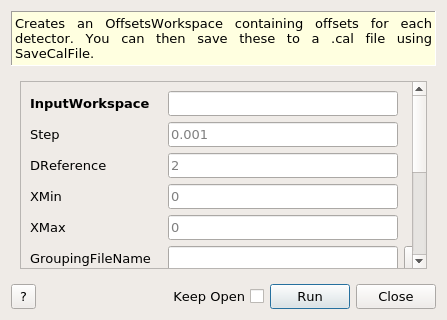 Creates an OffsetsWorkspace containing offsets for each
detector. You can then save these to a .cal file using
SaveCalFile.
InputWorkspace
Step 0.001
DReference 2
XMin 0
XMax 0
GroupingFileName
? Keep Open Run Close